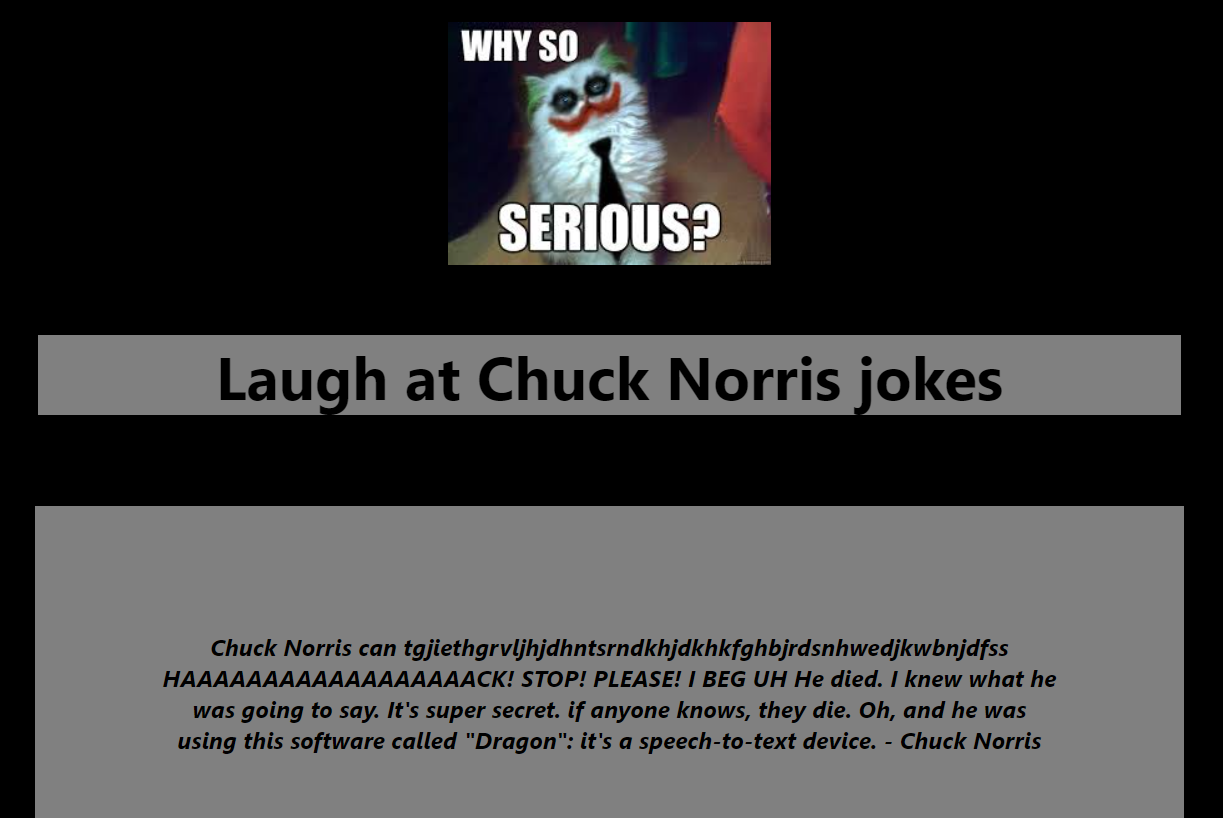 WHY SO
SERIOUS?
Laugh at Chuck Norris jokes
Chuck Norris can tgjiethgrvljhjdhntsrndkhjdkhkfghbjrdsnhwedjkwbnjdfss
HAAAAAAAAAAAAAAAAAACK! STOP! PLEASE! I BEG UH He died. I knew what he
was going to say. It's super secret. if anyone knows, they die. Oh, and he was
using this software called "Dragon": it's a speech-to-text device. - Chuck Norris